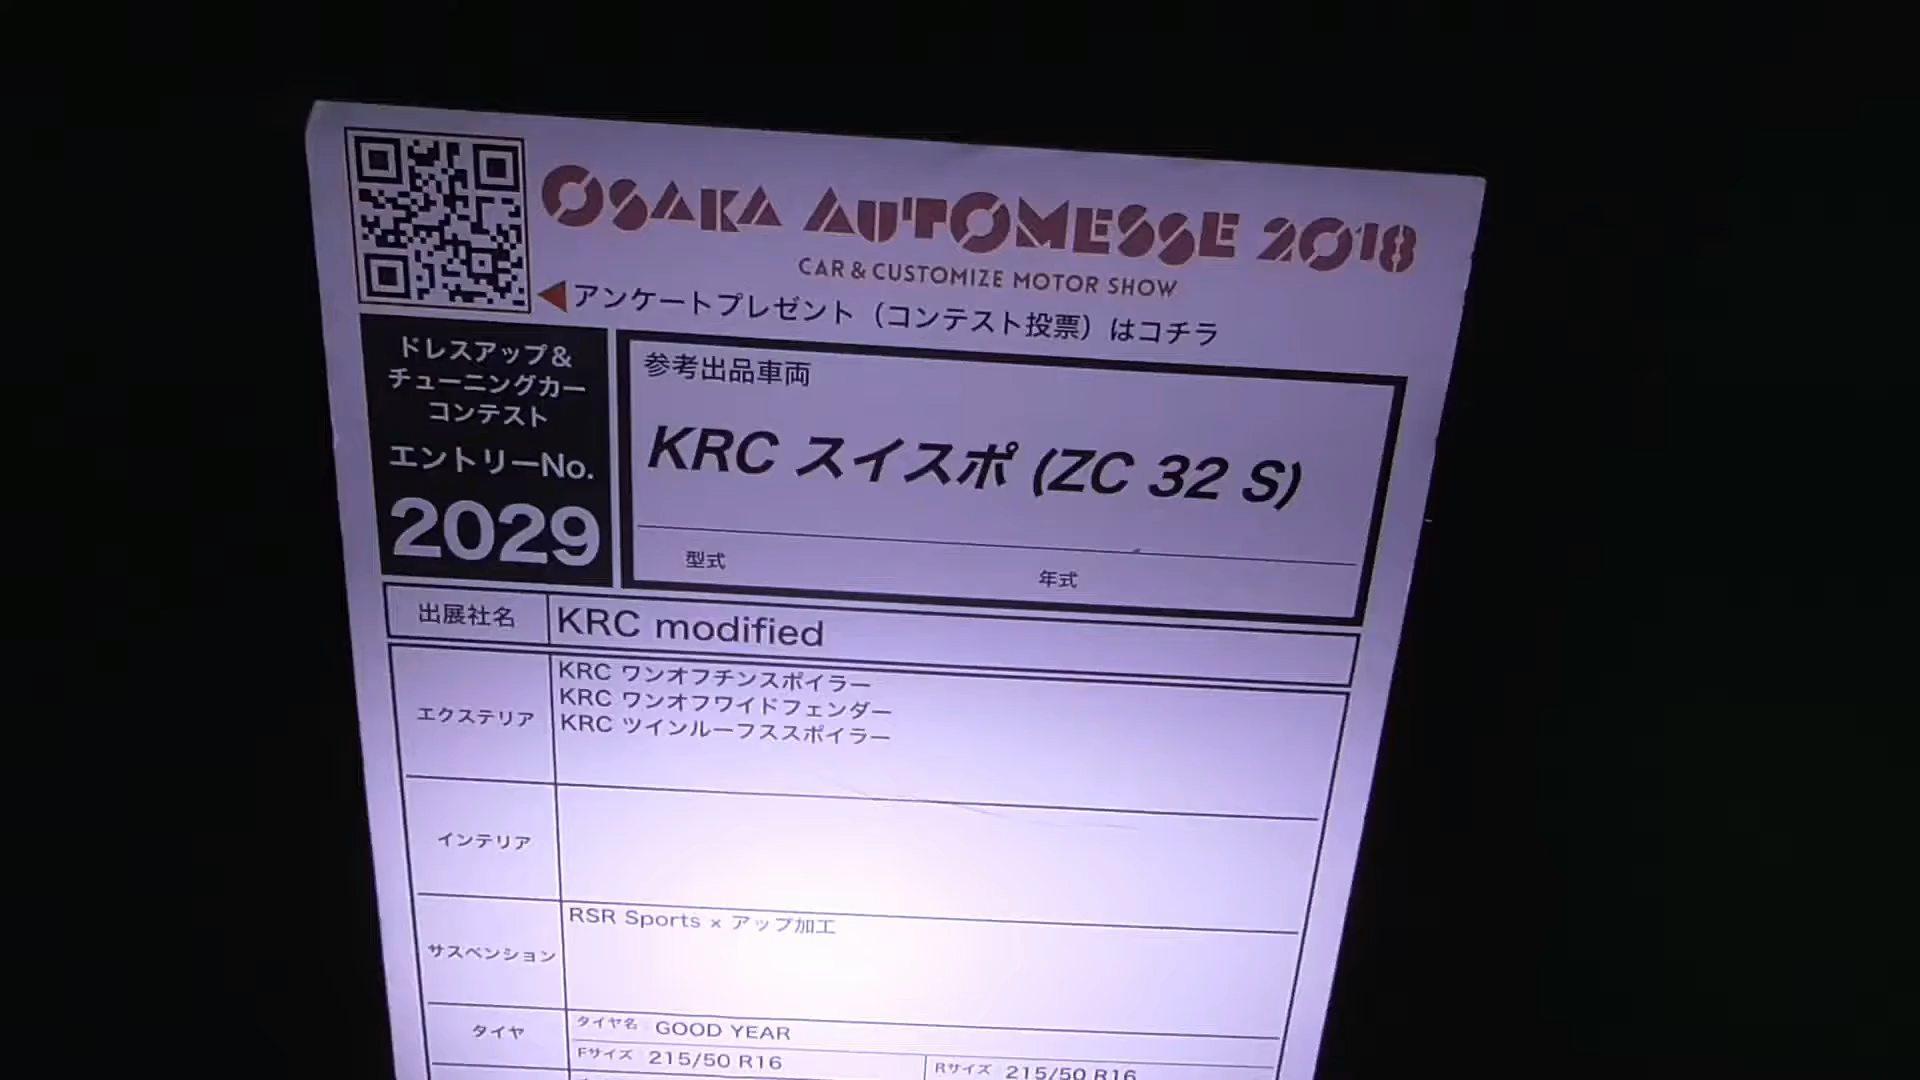 OSAKA AUTOMESSE 2018
CAR & CUSTOMIZE MOTOR SHOW
アンケートプレゼント（コンテスト投票）はコチラ
ドレスアップ&
チューニングカー
コンテスト
エントリーNo.
2029
参考出品車両
KRC スイスポ (ZC 32 S)
型式
年式
出展社名
KRC modified
エクステリア
KRC ワンオフチンスポイラー
KRC ワンオフワイドフェンダー
KRC ツインルーフススポイラー
インテリア
サスペンション
RSR Sports × アップ加工
タイヤ
タイヤ名 GOOD YEAR
Fサイズ 215/50 R16
Rサイズ 215/50 R16